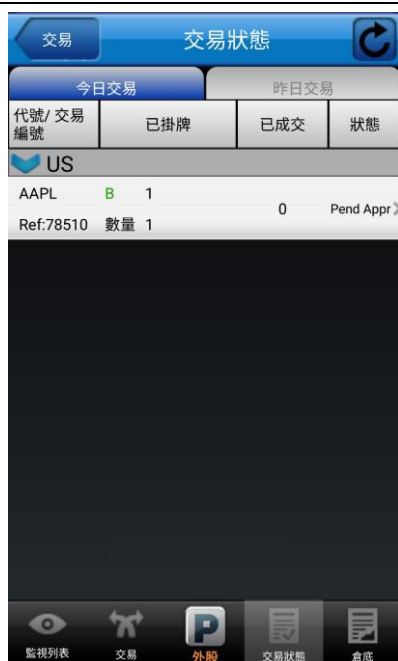 交易
交易狀態
今日交易
昨日交易
代號/ 交易
編號
已掛牌
已成交
狀態
US
AAPL B 1
0
Pend Appr
Ref:78510 數量 1
P
監視列表
交易
外股
交易狀態
倉底